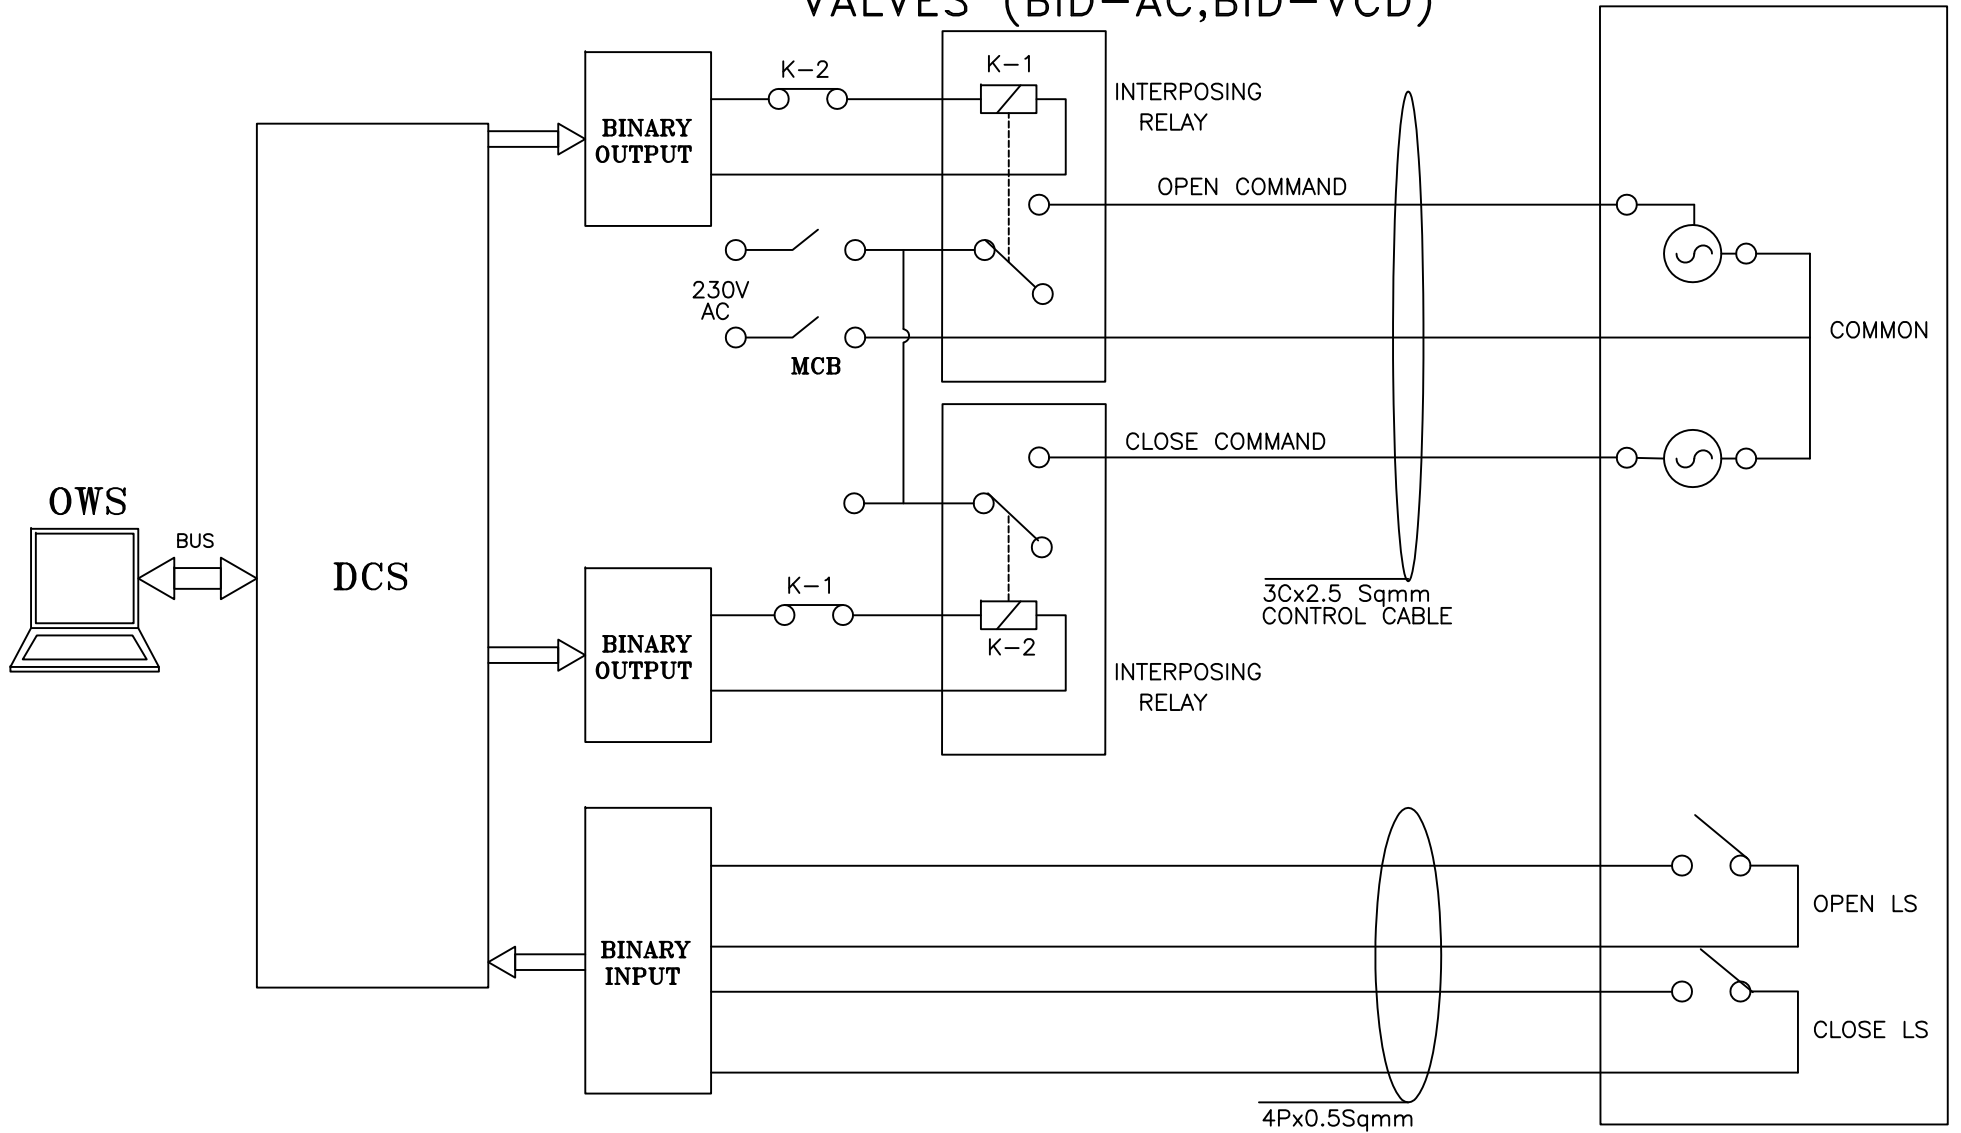 VALVES (BID-AC,BID-VCD)
K-2
K-1
INTERPOSING
RELAY
BINARY
OUTPUT
OPEN COMMAND
230V
AC
MCB
COMMON
CLOSE COMMAND
OWS
BUS
DCS
K-1
3Cx2.5 Sqmm
CONTROL CABLE
BINARY
OUTPUT
K-2
INTERPOSING
RELAY
OPEN LS
BINARY
INPUT
CLOSE LS
4Px0.5Sqmm